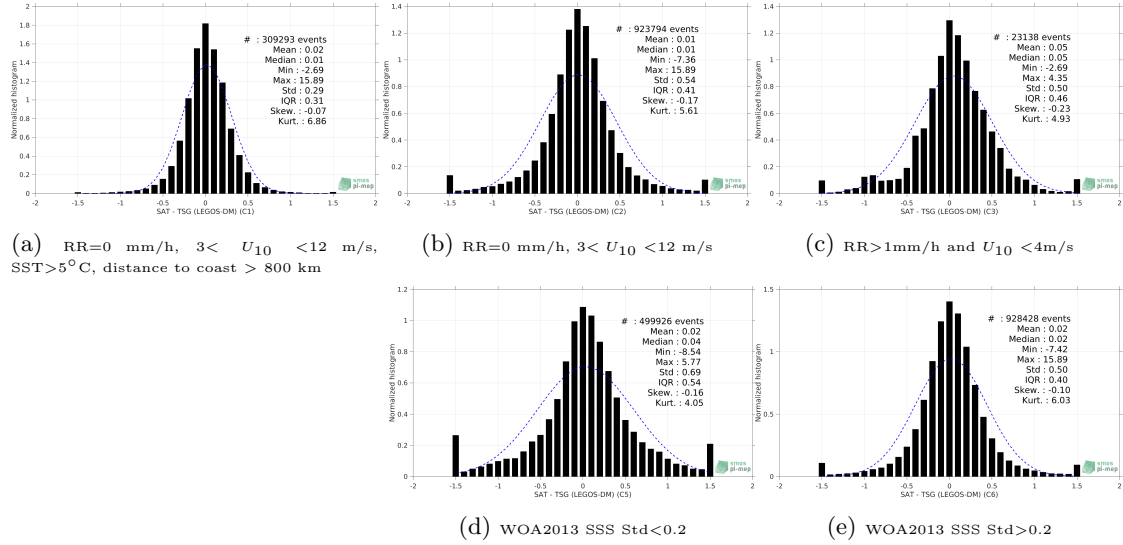 2
1.8
1.6
1.4
1.2
1
0.8
0.6
0.4
0.2
0
Normalized histogram
# : 309293 events
Mean : 0.02
Median : 0.01
Min : -2.69
Max : 15.89
Std : 0.29
IQR : 0.31
Skew. : -0.07
Kurt. : 6.86
smos
pi-mep
-2 -1.5 -1 -0.5 0 0.5 1 1.5 2
SAT - TSG (LEGOS-DM) (C1)
(a) RR=0 mm/h, 3< U10 <12 m/s,
SST>5°C, distance to coast > 800 km
1.4
1.2
1
0.8
0.6
0.4
0.2
0
Normalized histogram
# : 923794 events
Mean : 0.01
Median : 0.01
Min : -7.36
Max : 15.89
Std : 0.54
IQR : 0.41
Skew. : -0.17
Kurt. : 5.61
smos
pi-mep
-2 -1.5 -1 -0.5 0 0.5 1 1.5 2
SAT - TSG (LEGOS-DM) (C2)
(b) RR=0 mm/h, 3< U10 <12 m/s
1.4
1.2
1
0.8
0.6
0.4
0.2
0
Normalized histogram
# : 23138 events
Mean : 0.05
Median : 0.05
Min : -2.69
Max : 4.35
Std : 0.50
IQR : 0.46
Skew. : -0.23
Kurt. : 4.93
smos
pi-mep
-2 -1.5 -1 -0.5 0 0.5 1 1.5 2
SAT - TSG (LEGOS-DM) (C3)
(c) RR>1mm/h and U10 <4m/s
1.2
1
0.8
0.6
0.4
0.2
0
Normalized histogram
# : 499926 events
Mean : 0.02
Median : 0.04
Min : -8.54
Max : 5.77
Std : 0.69
IQR : 0.54
Skew. : -0.16
Kurt. : 4.05
smos
pi-mep
-2 -1.5 -1 -0.5 0 0.5 1 1.5 2
SAT - TSG (LEGOS-DM) (C5)
(d) WOA2013 SSS Std<0.2
1.5
1
0.5
0
Normalized histogram
# : 928428 events
Mean : 0.02
Median : 0.02
Min : -7.42
Max : 15.89
Std : 0.50
IQR : 0.40
Skew. : -0.10
Kurt. : 6.03
smos
pi-mep
-2 -1.5 -1 -0.5 0 0.5 1 1.5 2
SAT - TSG (LEGOS-DM) (C6)
(e) WOA2013 SSS Std>0.2